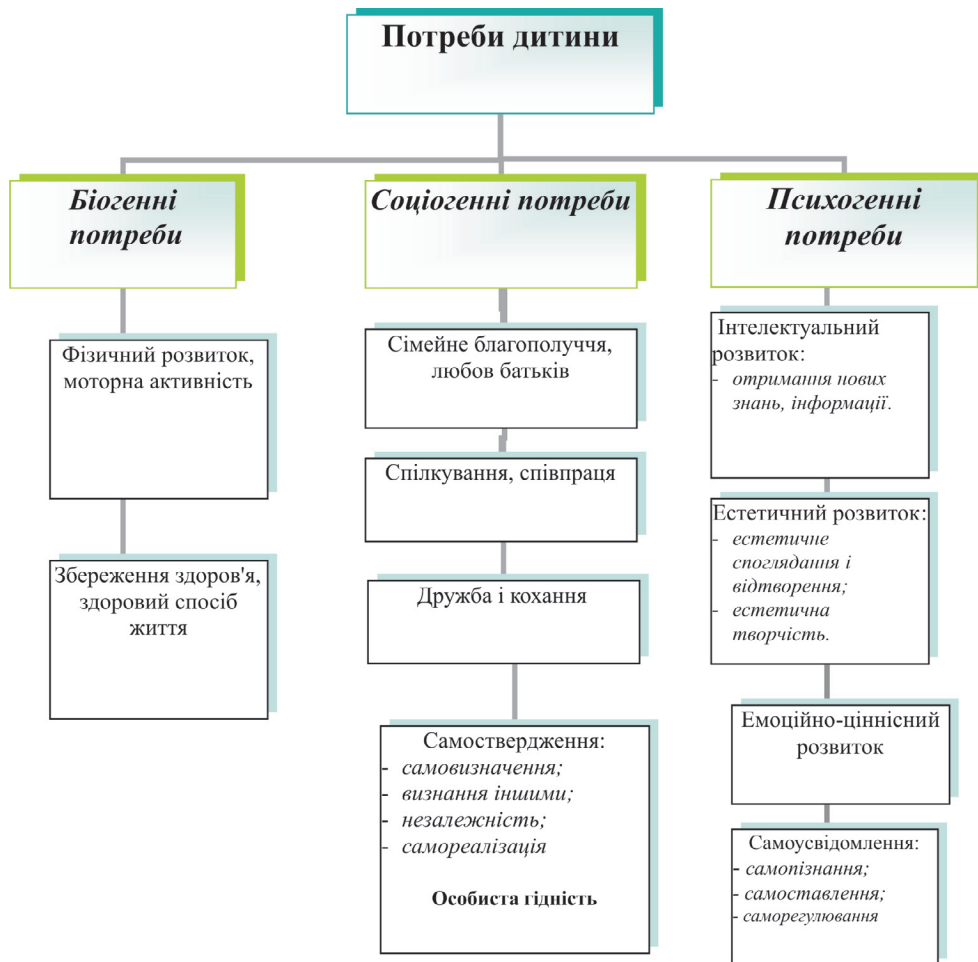 Потреби дитини
Біогенні
потреби
Соціогенні потреби
Психогенні
потреби
Фізичний розвиток,
моторна активність
Збереження здоров'я,
здоровий спосіб
життя
Сімейне благополуччя,
любов батьків
Спілкування, співпраця
Дружба і кохання
Самоствердження:
- самовизначення;
- визнання іншими;
- незалежність;
- самореалізація
Особиста гідність
Інтелектуальний
розвиток:
- отримання нових
знань, інформації.
Естетичний розвиток:
- естетичне
споглядання і
відтворення;
- естетична
творчість.
Емоційно-ціннісний
розвиток
Самоусвідомлення:
- самопізнання;
- самоставлення;
- саморегулювання